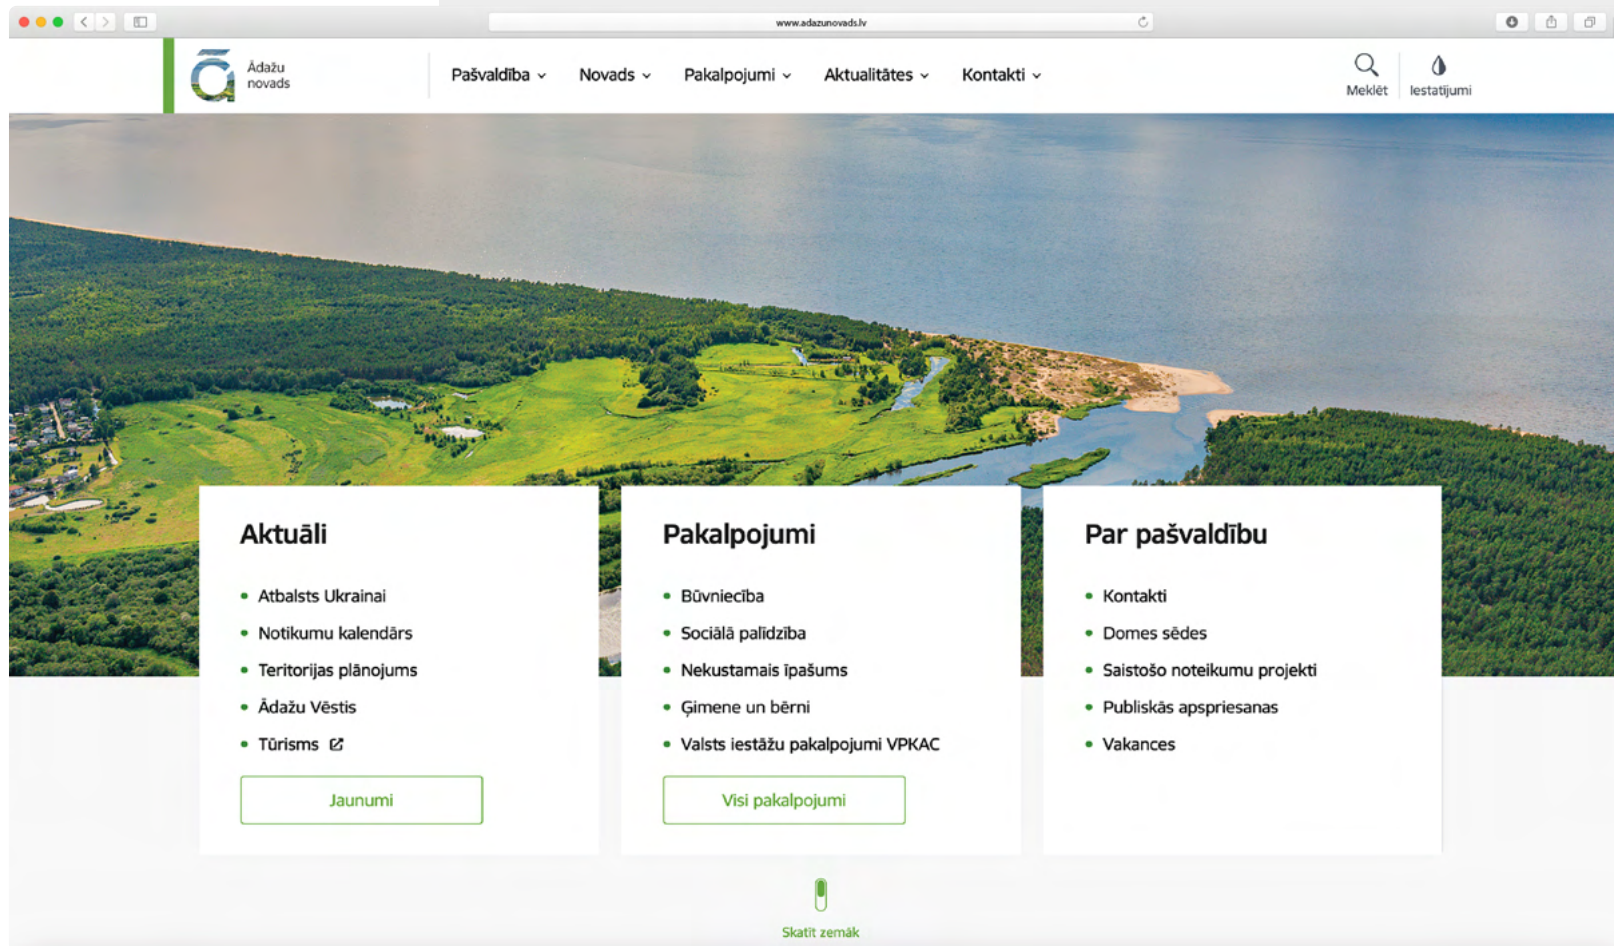 www.adazunovads.lv
Ādažu
novads
Pašvaldība
Novads
Pakalpojumi
Aktualitātes
Kontakti
Meklēt
Iestatījumi
Aktuāli
Atbalsts Ukrainai
Notikumu kalendārs
Teritorijas plānojums
Ādažu Vēstis
Tūrisms
Jaunumi
Pakalpojumi
Būvniecība
Sociālā palīdzība
Nekustamais īpašums
Ģimene un bērni
Valsts iestāžu pakalpojumi VPKAC
Visi pakalpojumi
Par pašvaldību
Kontakti
Domes sēdes
Saistošo noteikumu projekti
Publiskās apspriesanas
Vakances
Skatīt zemāk